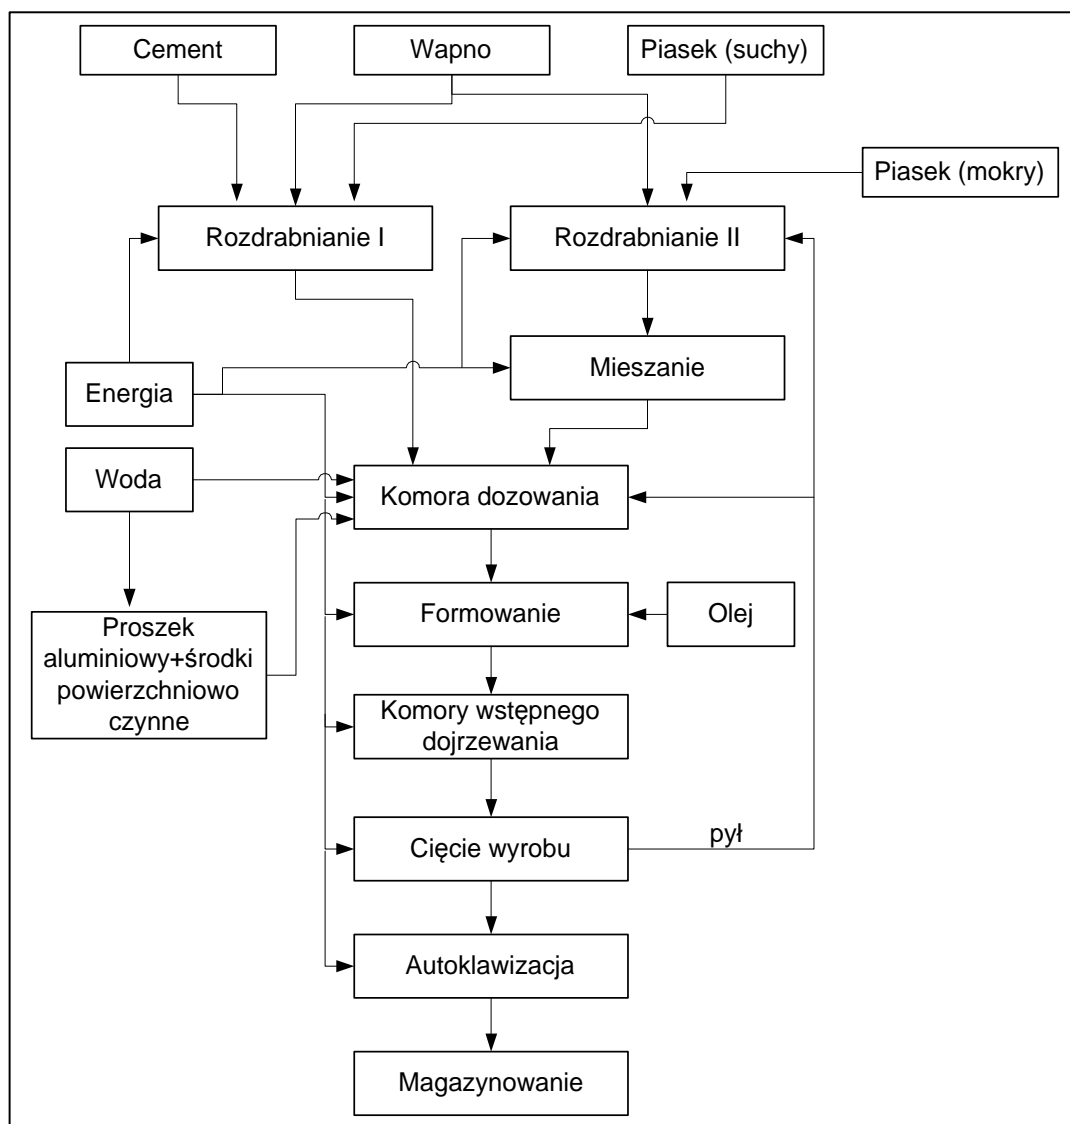 Cement
Wapno
Piasek (suchy)
Piasek (mokry)
Rozdrabnianie I
Rozdrabnianie II
Mieszanie
Energia
Woda
Komora dozowania
Proszek
aluminiowy+środki
powierzchniowo
czynne
Formowanie
Olej
Komory wstępnego
dojrzewania
Cięcie wyrobu
pył
Autoklawizacja
Magazynowanie